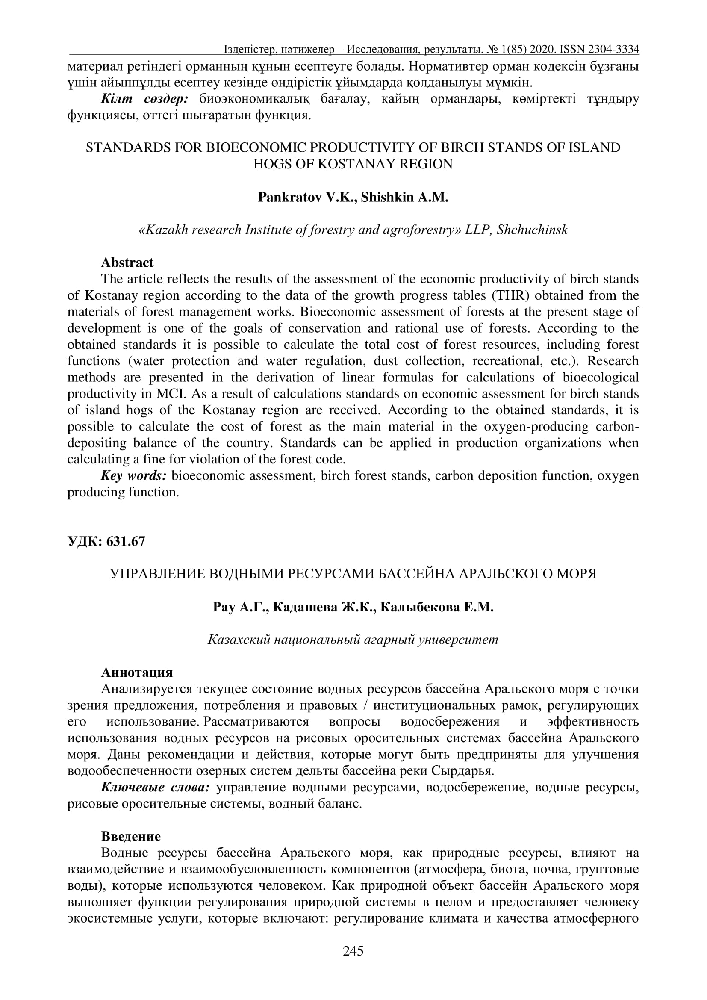 Ізденістер, нәтижелер – Исследования, результаты. № 1(85) 2020. ISSN 2304-3334
материал ретіндегі орманның құнын есептеуге болады. Нормативтер орман кодексін бұзғаны
үшін айыппұлды есептеу кезінде өндірістік ұйымдарда қолданылуы мүмкін.
Кілт сөздер: биоэкономикалық бағалау, қайың ормандары, көміртекті тұндыру
функциясы, оттегі шығаратын функция.
STANDARDS FOR BIOECONOMIC PRODUCTIVITY OF BIRCH STANDS OF ISLAND
HOGS OF KOSTANAY REGION
Pankratov V.K., Shishkin A.M.
«Kazakh research Institute of forestry and agroforestry» LLP, Shchuchinsk
Abstract
The article reflects the results of the assessment of the economic productivity of birch stands
of Kostanay region according to the data of the growth progress tables (THR) obtained from the
materials of forest management works. Bioeconomic assessment of forests at the present stage of
development is one of the goals of conservation and rational use of forests. According to the
obtained standards it is possible to calculate the total cost of forest resources, including forest
functions (water protection and water regulation, dust collection, recreational, etc.). Research
methods are presented in the derivation of linear formulas for calculations of bioecological
productivity in MCI. As a result of calculations standards on economic assessment for birch stands
of island hogs of the Kostanay region are received. According to the obtained standards, it is
possible to calculate the cost of forest as the main material in the oxygen-producing carbon-
depositing balance of the country. Standards can be applied in production organizations when
calculating a fine for violation of the forest code.
Key words: bioeconomic assessment, birch forest stands, carbon deposition function, oxygen
producing function.
УДК: 631.67
УПРАВЛЕНИЕ ВОДНЫМИ РЕСУРСАМИ БАССЕЙНА АРАЛЬСКОГО МОРЯ
Рау А.Г., Кадашева Ж.К., Калыбекова Е.М.
Казахский национальный агарный университет
Аннотация
Анализируется текущее состояние водных ресурсов бассейна Аральского моря с точки
зрения предложения, потребления и правовых / институциональных рамок, регулирующих
его использование. Рассматриваются вопросы водосбережения и эффективность
использования водных ресурсов на рисовых оросительных системах бассейна Аральского
моря. Даны рекомендации и действия, которые могут быть предприняты для улучшения
водообеспеченности озерных систем дельты бассейна реки Сырдарья.
Ключевые слова: управление водными ресурсами, водосбережение, водные ресурсы,
рисовые оросительные системы, водный баланс.
Введение
Водные ресурсы бассейна Аральского моря, как природные ресурсы, влияют на
взаимодействие и взаимообусловленность компонентов (атмосфера, биота, почва, грунтовые
воды), которые используются человеком. Как природной объект бассейн Аральского моря
выполняет функции регулирования природной системы в целом и предоставляет человеку
экосистемные услуги, которые включают: регулирование климата и качества атмосферного
245